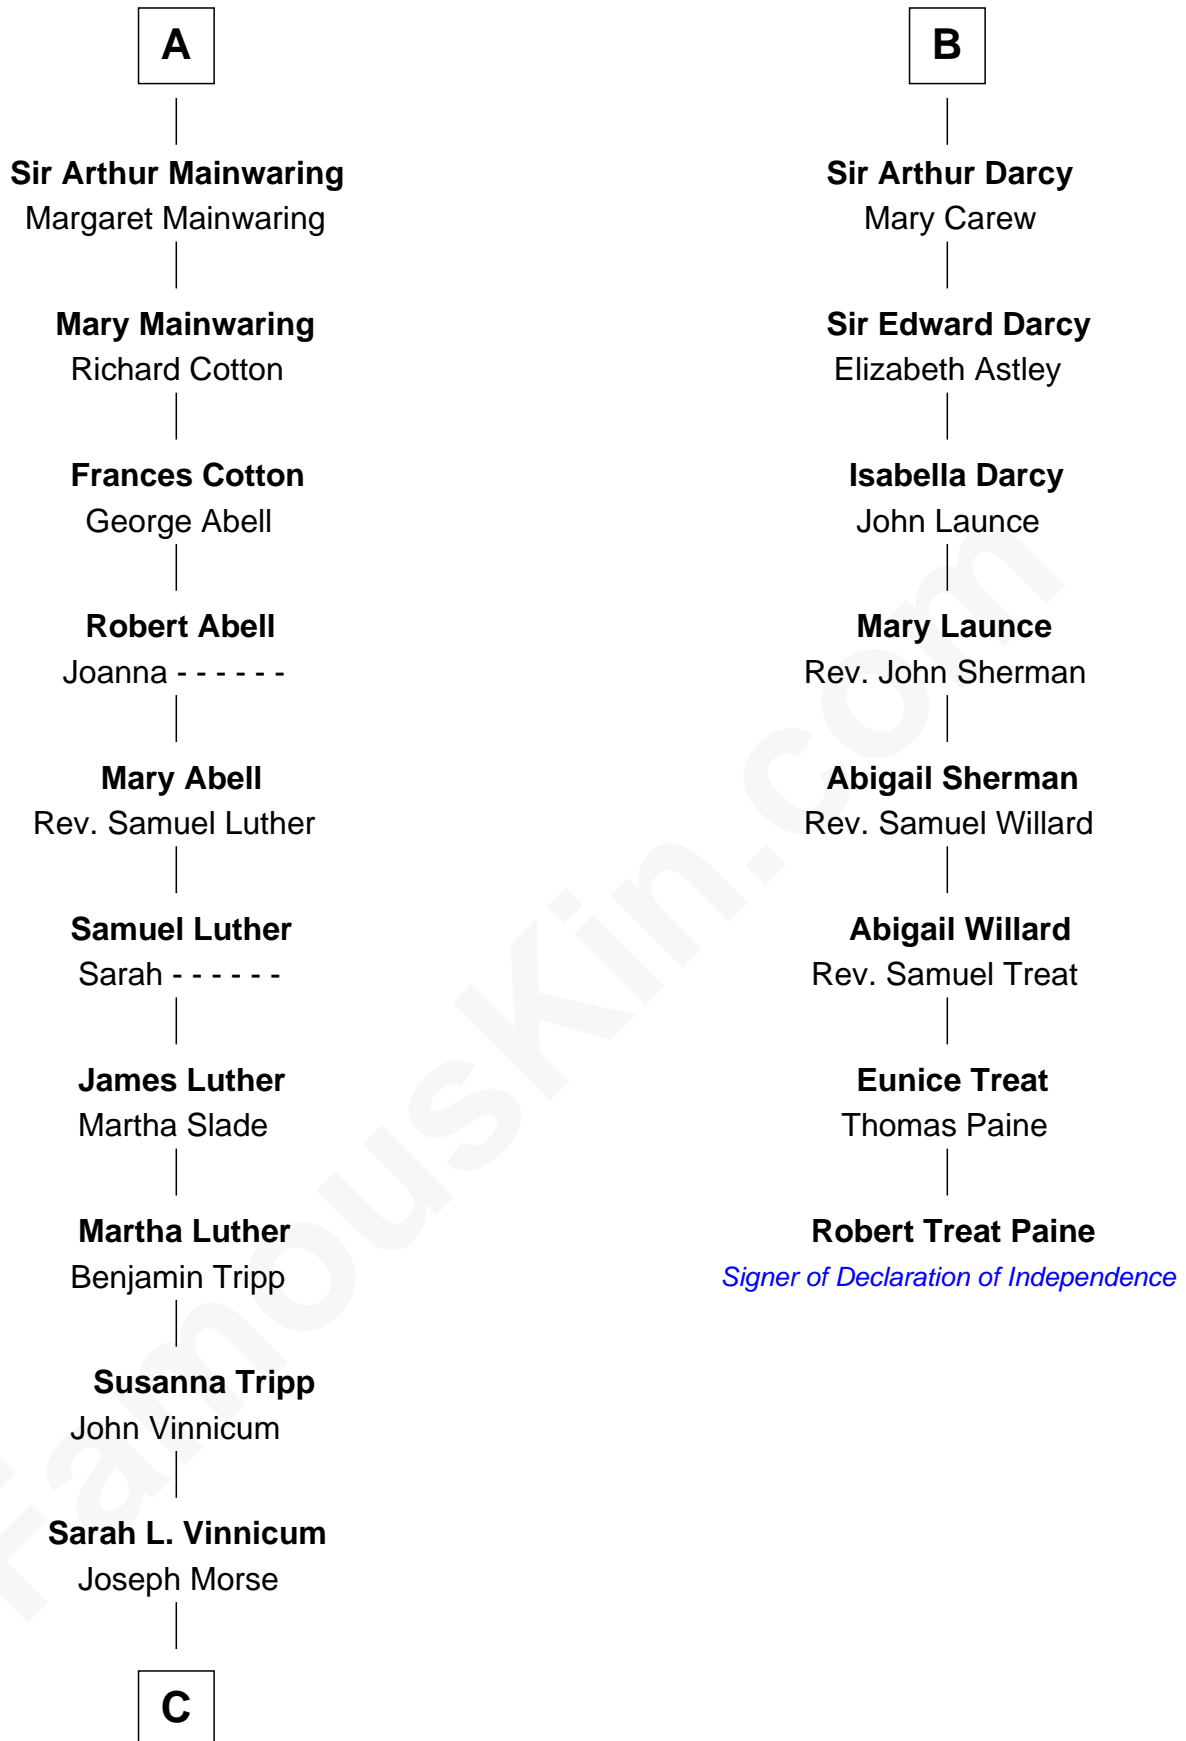 A
Sir Arthur Mainwaring
Margaret Mainwaring
Mary Mainwaring
Richard Cotton
Frances Cotton
George Abell
Robert Abell
Joanna - - - - - -
Mary Abell
Rev. Samuel Luther
Samuel Luther
Sarah - - - - - -
James Luther
Martha Slade
Martha Luther
Benjamin Tripp
Susanna Tripp
John Vinnicum
Sarah L. Vinnicum
Joseph Morse
C
B
Sir Arthur Darcy
Mary Carew
Sir Edward Darcy
Elizabeth Astley
Isabella Darcy
John Launce
Mary Launce
Rev. John Sherman
Abigail Sherman
Rev. Samuel Willard
Abigail Willard
Rev. Samuel Treat
Eunice Treat
Thomas Paine
Robert Treat Paine
Signer of Declaration of Independence
FamousKin.com